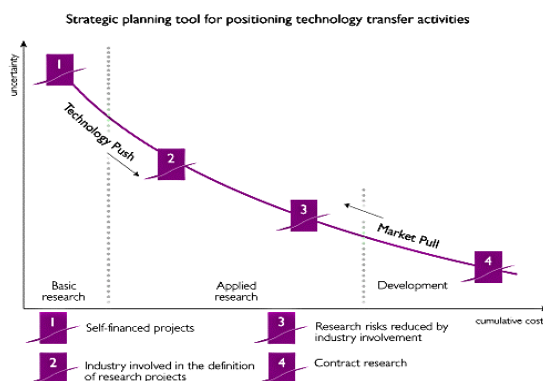 Strategic planning tool for positioning technology transfer activities
uncertainty
1
Technology Push
2
3
Market Pull
4
Basic
research
Applied
research
Development
cumulative cost
1 Self-financed projects
3 Research risks reduced by
industry involvement
2 Industry involved in the definition
of research projects
4 Contract research